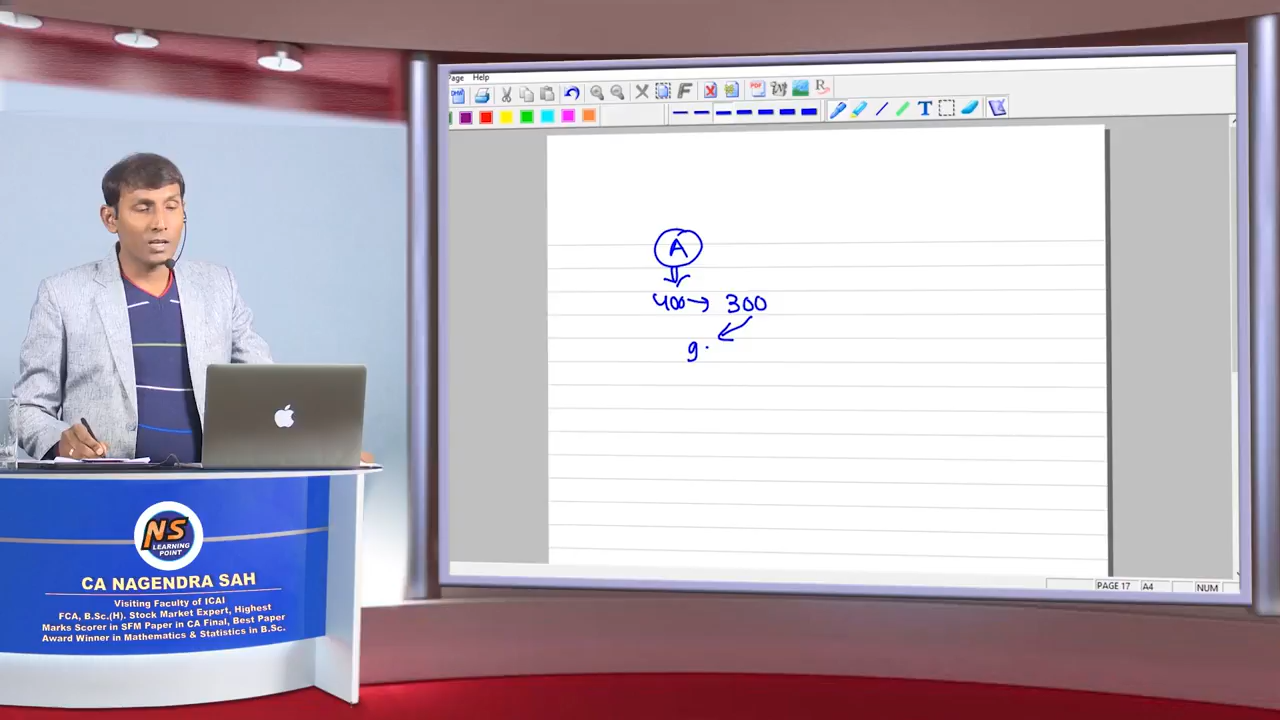 Page Help
PDF
T
A
400 → 300
9.
NS
LEARNING
POINT
CA NAGENDRA SAH
Visiting Faculty of ICAI
FCA, B.Sc.(H). Stock Market Expert, Highest
Marks Scorer in SFM Paper in CA Final, Best Paper
Award Winner in Mathematics & Statistics in B.Sc.
PAGE 17 A4 NUM